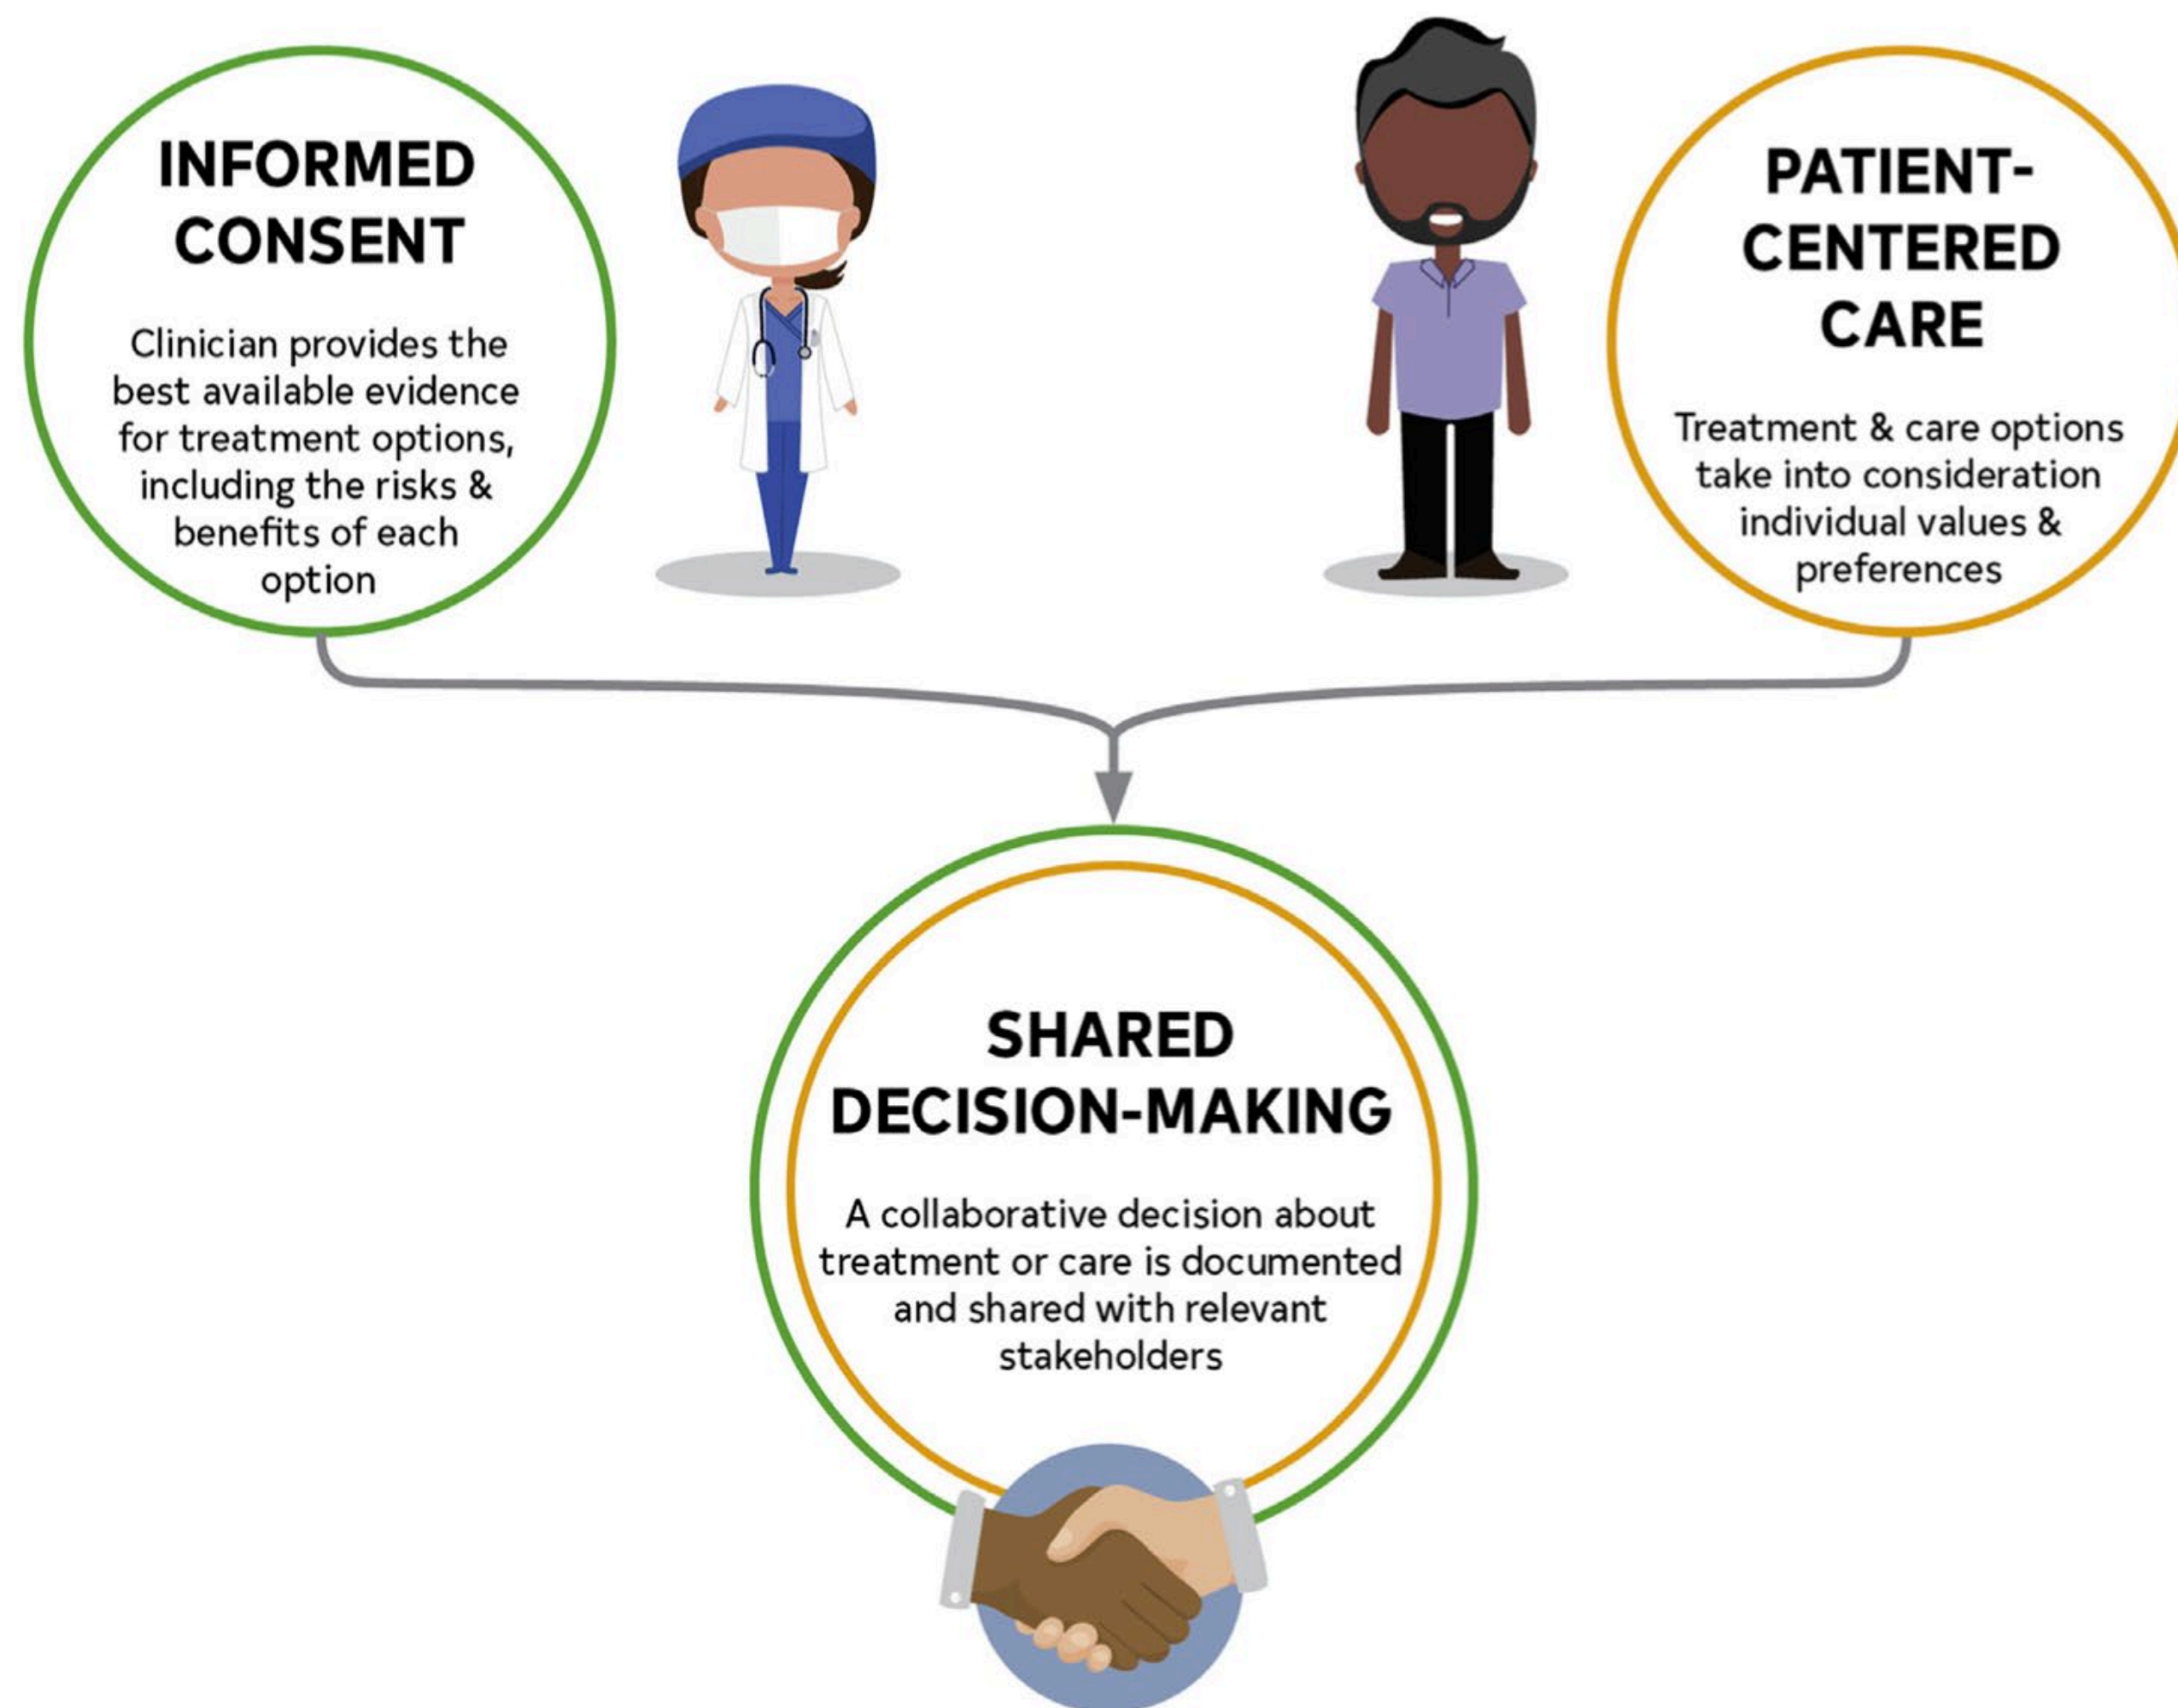 INFORMED
CONSENT
Clinician provides the
best available evidence
for treatment options,
including the risks &
benefits of each
option
PATIENT-
CENTERED
CARE
Treatment & care options
take into consideration
individual values &
preferences
SHARED
DECISION-MAKING
A collaborative decision about
treatment or care is documented
and shared with relevant
stakeholders